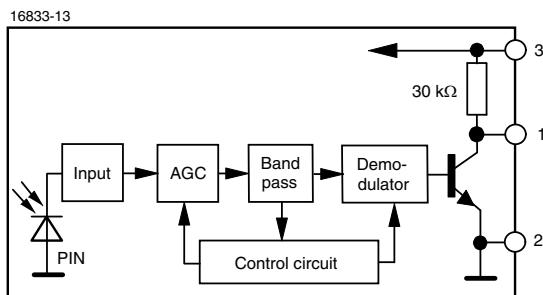 16833-13
3
30 kΩ
1
Input
AGC
Band
pass
Demo-
dulator
PIN
Control circuit
2